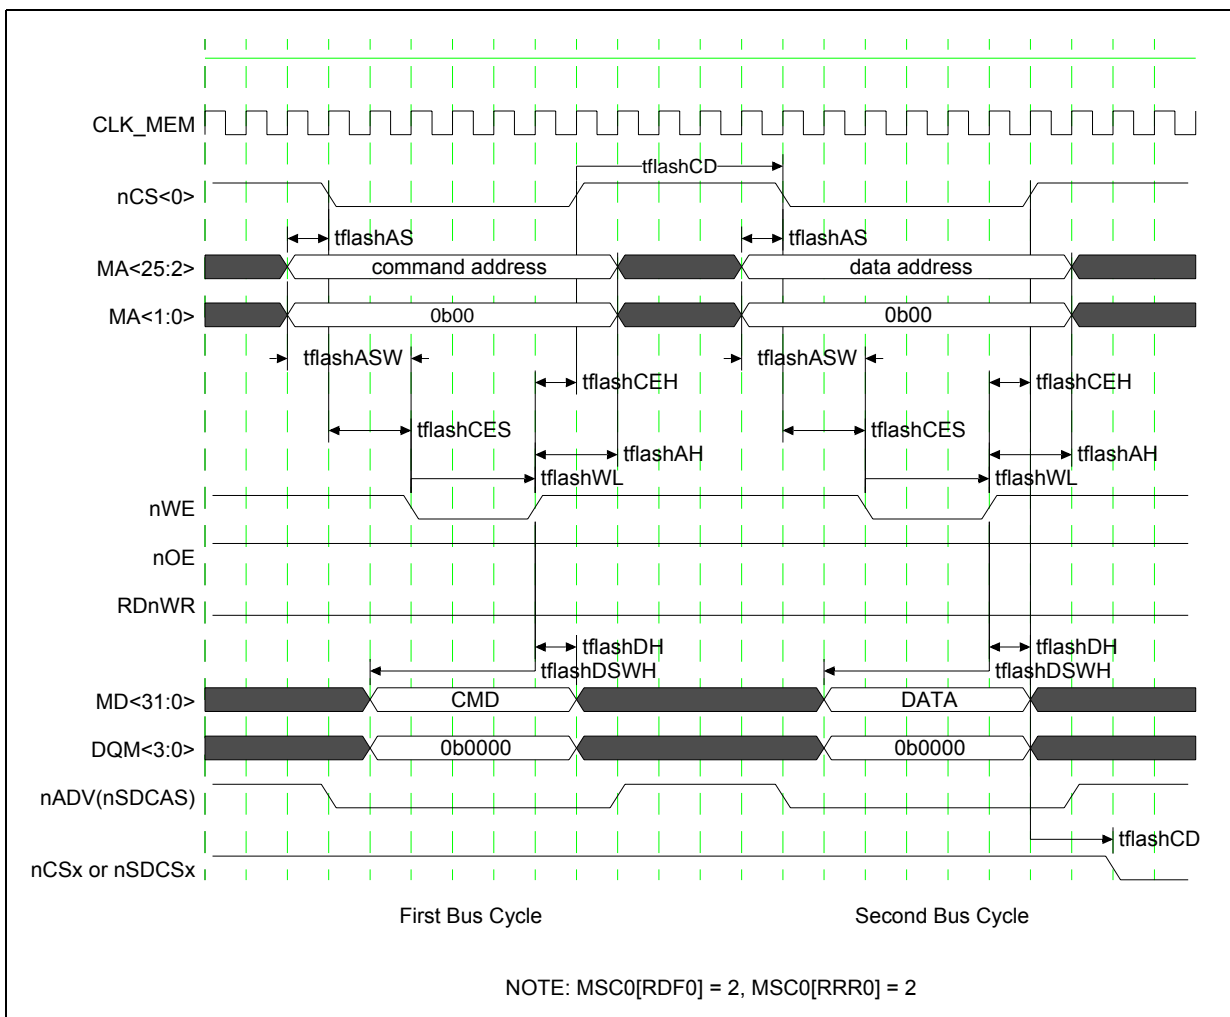 CLK_MEM
tflashCD
nCS<0>
tflashAS tflashAS
MA<25:2> command address data address
MA<1:0> 0b00 0b00
tflashASW tflashASW
tflashCEH tflashCEH
tflashCES tflashCES
tflashAH tflashAH
tflashWL tflashWL
nWE
nOE
RDnWR
tflashDH tflashDH
tflashDSWH tflashDSWH
MD<31:0> CMD DATA
DQM<3:0> 0b0000 0b0000
nADV(nSDCAS)
tflashCD
nCSx or nSDCSx
First Bus Cycle Second Bus Cycle
NOTE: MSC0[RDF0] = 2, MSC0[RRR0] = 2